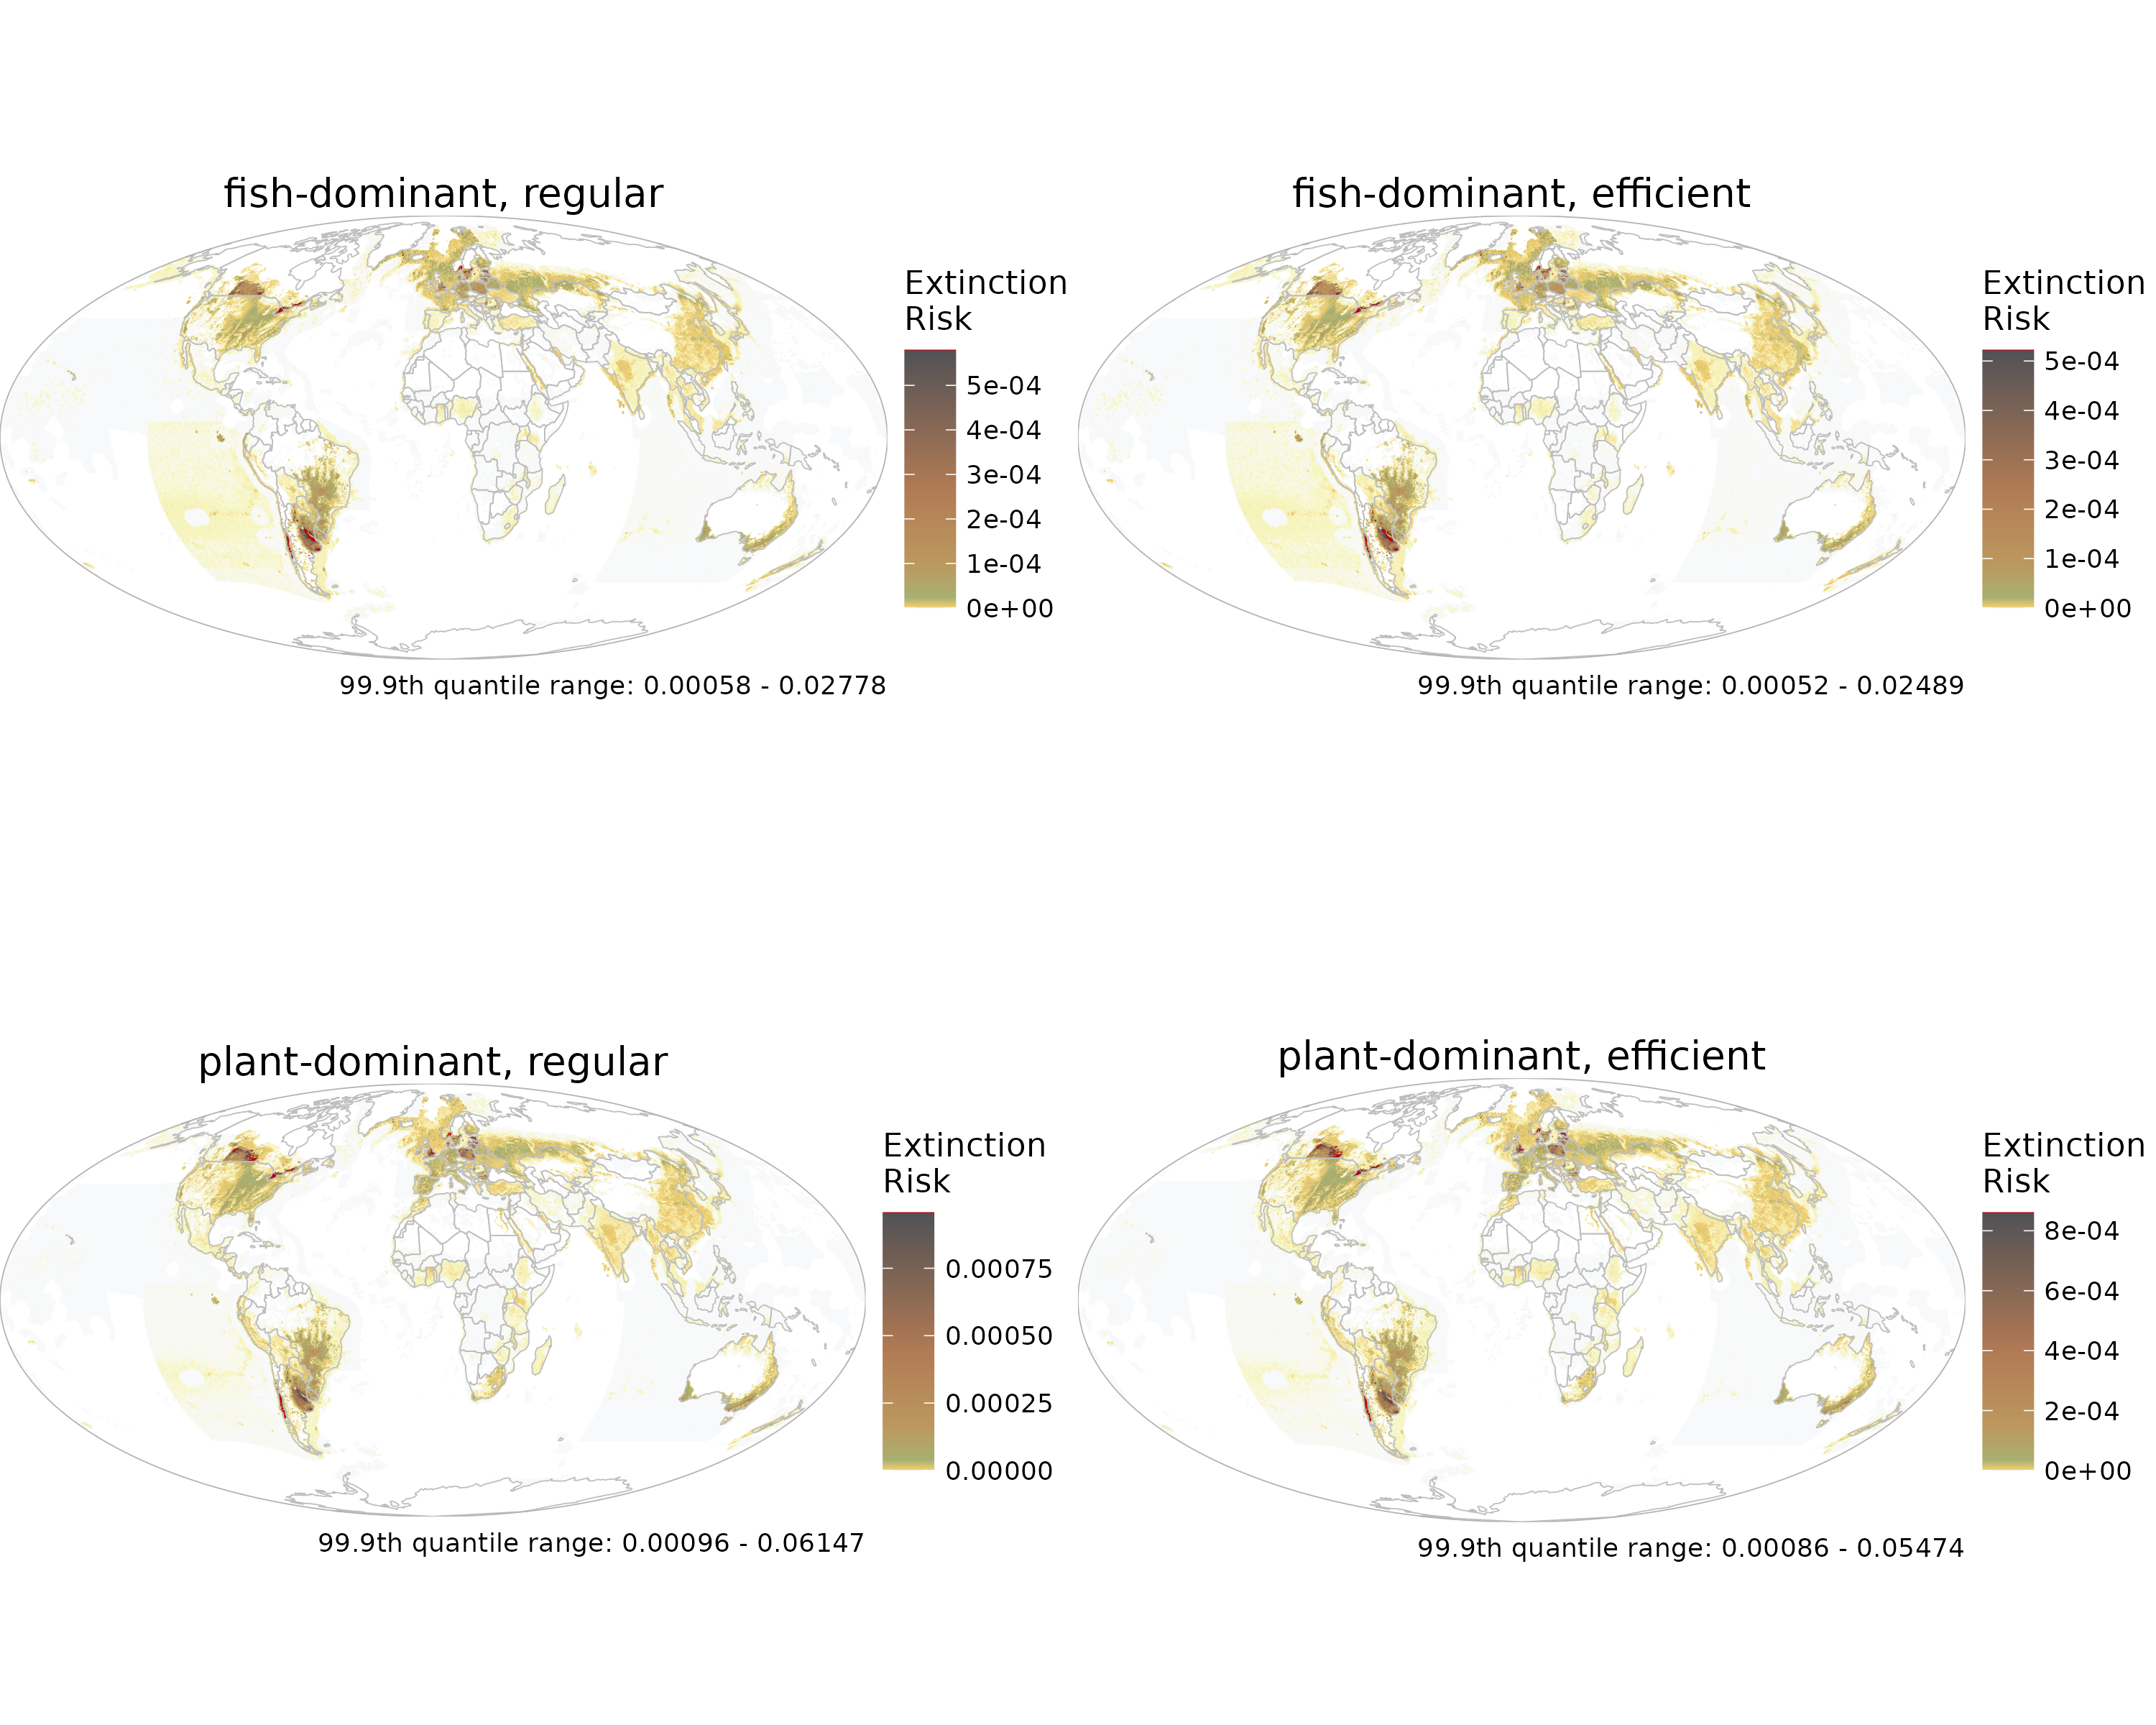 fish-dominant, regular
Extinction
Risk
5e-04
4e-04
3e-04
2e-04
1e-04
0e+00
99.9th quantile range: 0.00058 - 0.02778
fish-dominant, efficient
Extinction
Risk
5e-04
4e-04
3e-04
2e-04
1e-04
0e+00
99.9th quantile range: 0.00052 - 0.02489
plant-dominant, regular
Extinction
Risk
0.00075
0.00050
0.00025
0.00000
99.9th quantile range: 0.00096 - 0.06147
plant-dominant, efficient
Extinction
Risk
8e-04
6e-04
4e-04
2e-04
0e+00
99.9th quantile range: 0.00086 - 0.05474